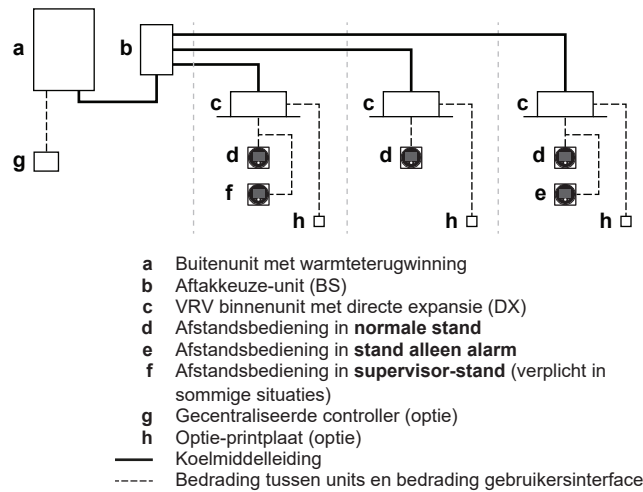 a
b
c
c
c
d
d
d
g
f
e
h
h
h
a Buitenunit met warmteterugwinning
b Aftakkeuze-unit (BS)
c VRV binnenunit met directe expansie (DX)
d Afstandsbediening in normale stand
e Afstandsbediening in stand alleen alarm
f Afstandsbediening in supervisor-stand (verplicht in
sommige situaties)
g Gecentraliseerde controller (optie)
h Optie-printplaat (optie)
Koelmiddelleiding
Bedrading tussen units en bedrading gebruikersinterface